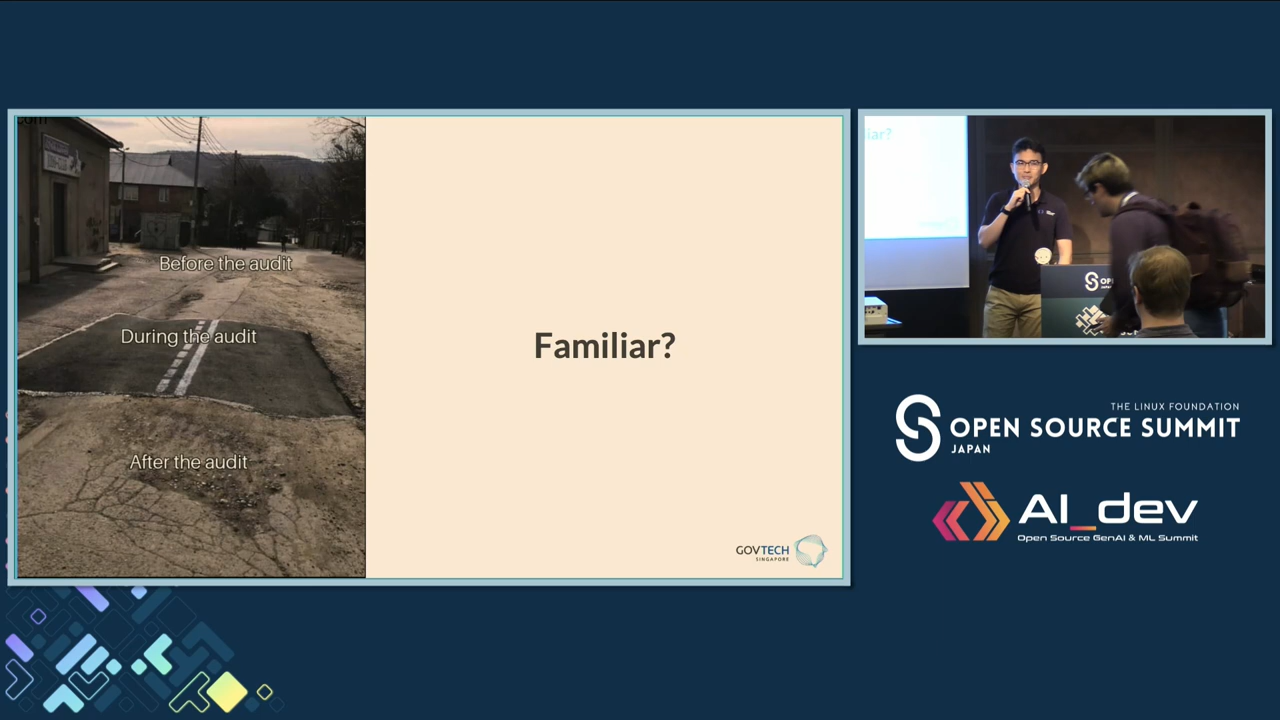 Before the audit
During the audit
After the audit
Familiar?
GOVTECH
SINGAPORE
iar?
THE LINUX FOUNDATION
OPEN SOURCE SUMMIT
JAPAN
AI_dev
Open Source GenAI & ML Summit